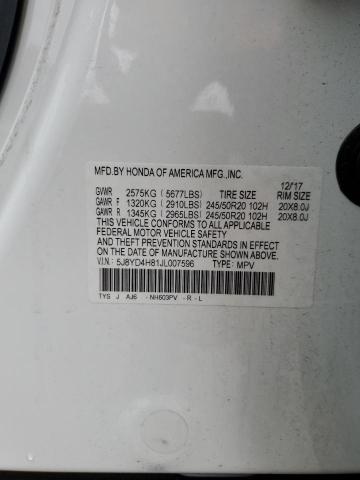 MFD.BY HONDA OF AMERICA MFG.,INC. 12/'17
GVWR 2575KG (5677LBS) TIRE SIZE RIM SIZE
GAWR F 1320KG (2910LBS) 245/50R20 102H 20X8.0J
GAWR R 1345KG (2965LBS) 245/50R20 102H 20X8.0J
THIS VEHICLE CONFORMS TO ALL APPLICABLE
FEDERAL MOTOR VEHICLE SAFETY
AND THEFT PREVENTION STANDARDS IN EFFECT
ON THE DATE OF MANUFACTURE SHOWN ABOVE.
V.I.N.: 5J8YD4H81JL007596 TYPE: MPV
TYS J AJ6 -NH603PV -R-L